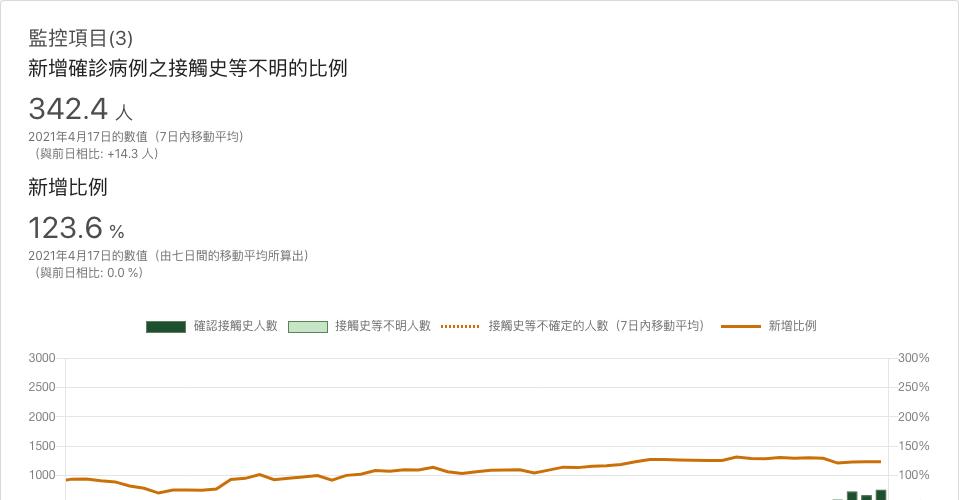 監控項目(3)
新增確診病例之接觸史等不明的比例
342.4 人
2021年4月17日的數值（7日內移動平均）
（與前日相比: +14.3 人）
新增比例
123.6 %
2021年4月17日的數值（由七日間的移動平均所算出）
（與前日相比: 0.0 %）
確認接觸史人數 接觸史等不明人數 接觸史等不確定的人數（7日內移動平均） 新增比例
3000 300%
2500 250%
2000 200%
1500 150%
1000 100%